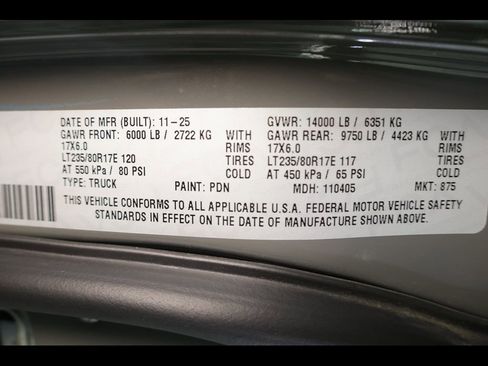 DATE OF MFR (BUILT): 11-25 GVWR: 14000 LB / 6351 KG
GAWR FRONT: 6000 LB / 2722 KG WITH GAWR REAR: 9750 LB / 4423 KG WITH
17X6.0 RIMS 17X6.0 RIMS
LT235/80R17E 120 TIRES LT235/80R17E 117 TIRES
AT 550 kPa / 80 PSI COLD AT 450 kPa / 65 PSI COLD
TYPE: TRUCK PAINT: PDN MDH: 110405 MKT: 875
THIS VEHICLE CONFORMS TO ALL APPLICABLE U.S.A. FEDERAL MOTOR VEHICLE SAFETY
STANDARDS IN EFFECT ON THE DATE OF MANUFACTURE SHOWN ABOVE.